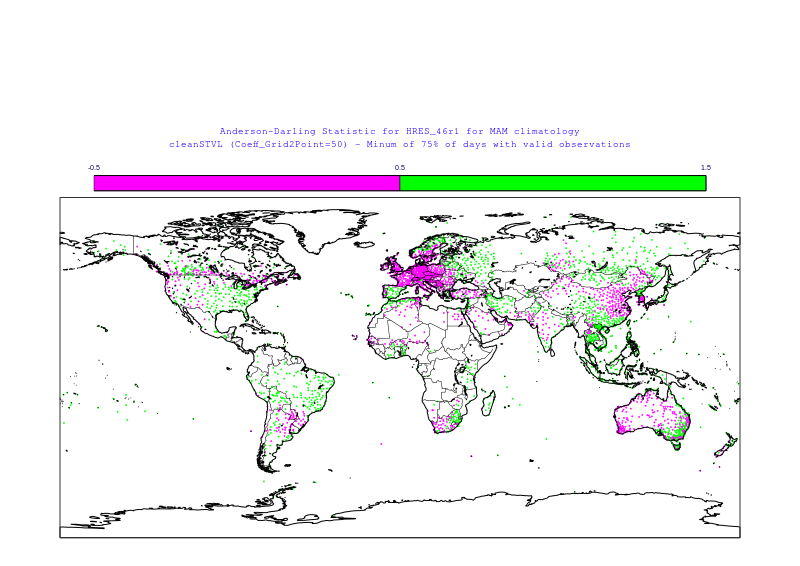 Anderson-Darling Statistic for HRES_46r1 for MAM climatology
cleanSTVL (Coeff_Grid2Point=50) - Minum of 75% of days with valid observations
-0.5 0.5 1.5